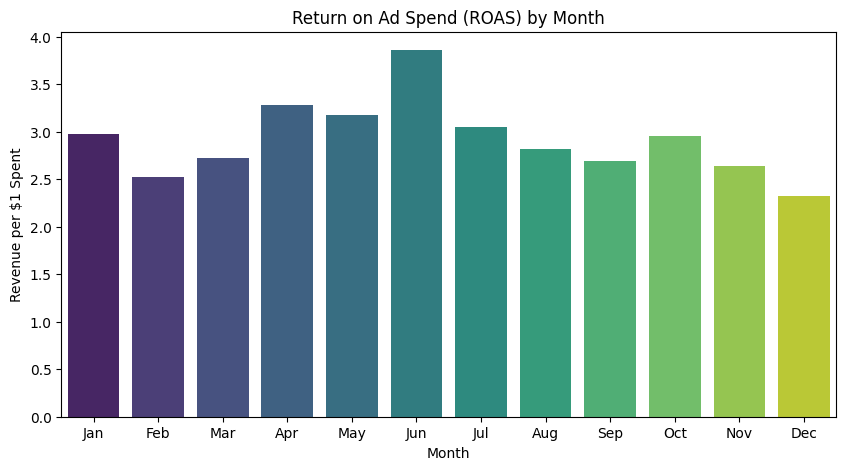 Return on Ad Spend (ROAS) by Month
Revenue per $1 Spent
4.0
3.5
3.0
2.5
2.0
1.5
1.0
0.5
0.0
Jan Feb Mar Apr May Jun Jul Aug Sep Oct Nov Dec
Month